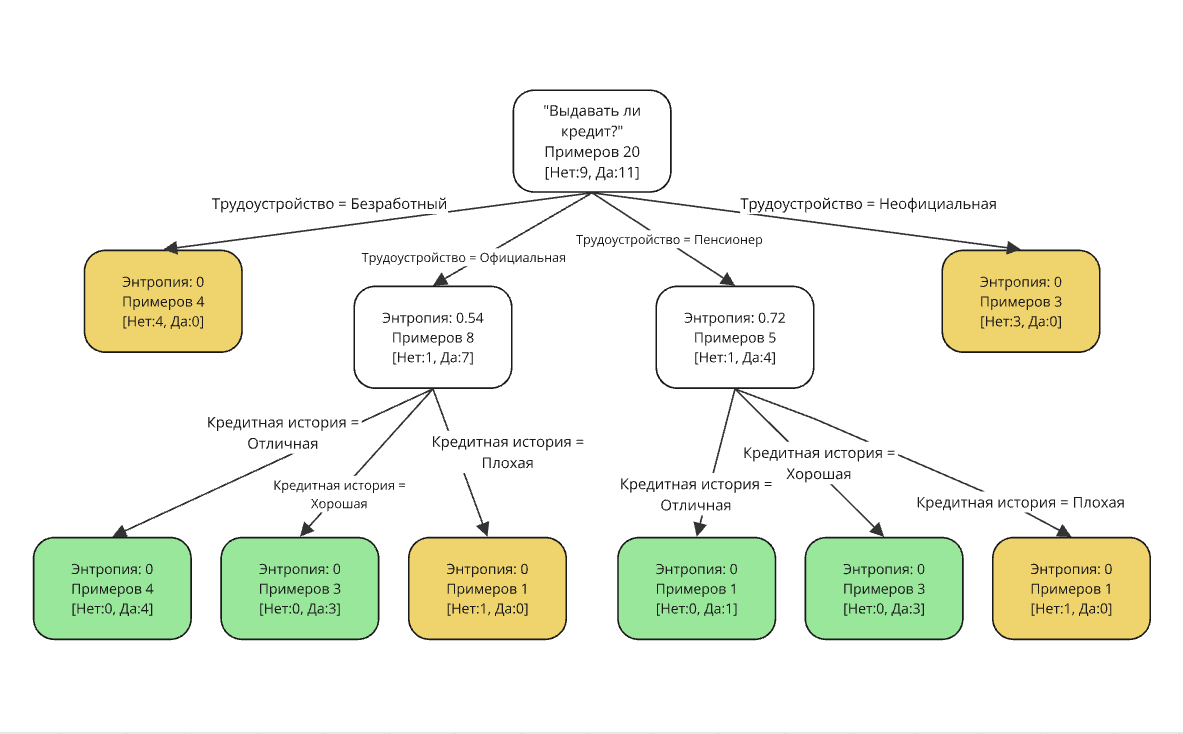 "Выдавать ли
кредит?"
Примеров 20
[Нет:9, Да:11]
Трудоустройство = Безработный
Трудоустройство = Неофициальная
Трудоустройство = Официальная
Трудоустройство = Пенсионер
Энтропия: 0
Примеров 4
[Нет:4, Да:0]
Энтропия: 0.54
Примеров 8
[Нет:1, Да:7]
Энтропия: 0.72
Примеров 5
[Нет:1, Да:4]
Энтропия: 0
Примеров 3
[Нет:3, Да:0]
Кредитная история =
Отличная
Кредитная история =
Хорошая
Кредитная история =
Плохая
Кредитная история =
Отличная
Кредитная история =
Хорошая
Кредитная история = Плохая
Энтропия: 0
Примеров 4
[Нет:0, Да:4]
Энтропия: 0
Примеров 3
[Нет:0, Да:3]
Энтропия: 0
Примеров 1
[Нет:1, Да:0]
Энтропия: 0
Примеров 1
[Нет:0, Да:1]
Энтропия: 0
Примеров 3
[Нет:0, Да:3]
Энтропия: 0
Примеров 1
[Нет:1, Да:0]